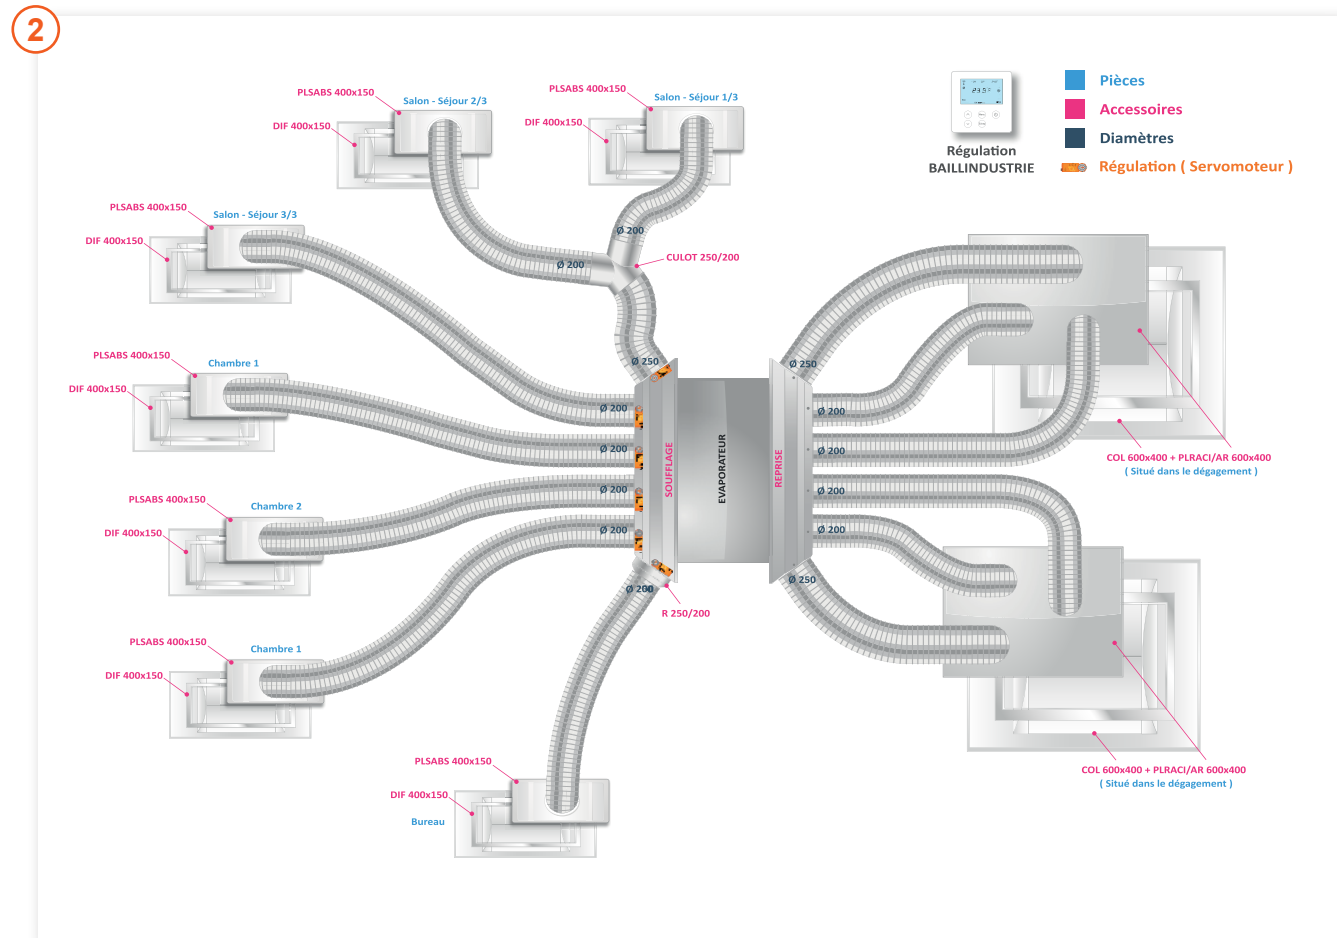 2
PLSABS 400x150
Salon - Séjour 2/3
DIF 400x150
PLSABS 400x150
Salon - Séjour 1/3
DIF 400x150
23.5°
Régulation
BAILLINDUSTRIE
Pièces
Accessoires
Diamètres
Régulation ( Servomoteur )
PLSABS 400x150
Salon - Séjour 3/3
DIF 400x150
Ø 200
Ø 200
CULOT 250/200
Ø 250
Ø 250
PLSABS 400x150
Chambre 1
DIF 400x150
Ø 200
Ø 200
Ø 200
Ø 200
SOUFFLAGE
EVAPORATEUR
REPRISE
Ø 200
Ø 200
Ø 200
Ø 200
COL 600x400 + PLRACI/AR 600x400
( Situé dans le dégagement )
PLSABS 400x150
Chambre 2
DIF 400x150
Ø 200
R 250/200
Ø 250
PLSABS 400x150
Chambre 1
DIF 400x150
PLSABS 400x150
DIF 400x150
Bureau
COL 600x400 + PLRACI/AR 600x400
( Situé dans le dégagement )